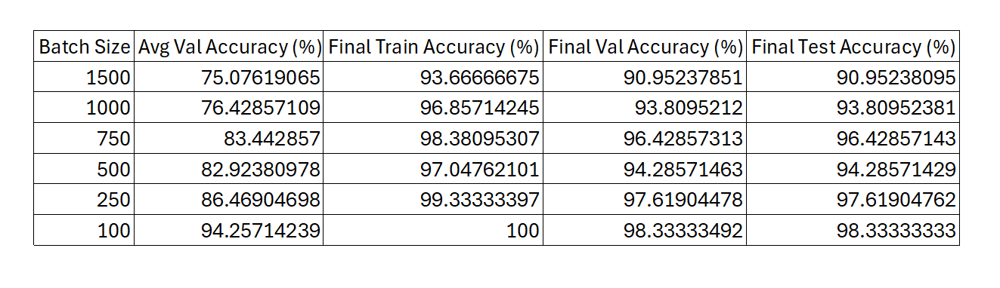 Batch Size Avg Val Accuracy (%) Final Train Accuracy (%) Final Val Accuracy (%) Final Test Accuracy (%)
1500 75.07619065 93.66666675 90.95237851 90.95238095
1000 76.42857109 96.85714245 93.8095212 93.80952381
750 83.442857 98.38095307 96.42857313 96.42857143
500 82.92380978 97.04762101 94.28571463 94.28571429
250 86.46904698 99.33333397 97.61904478 97.61904762
100 94.25714239 100 98.33333492 98.33333333